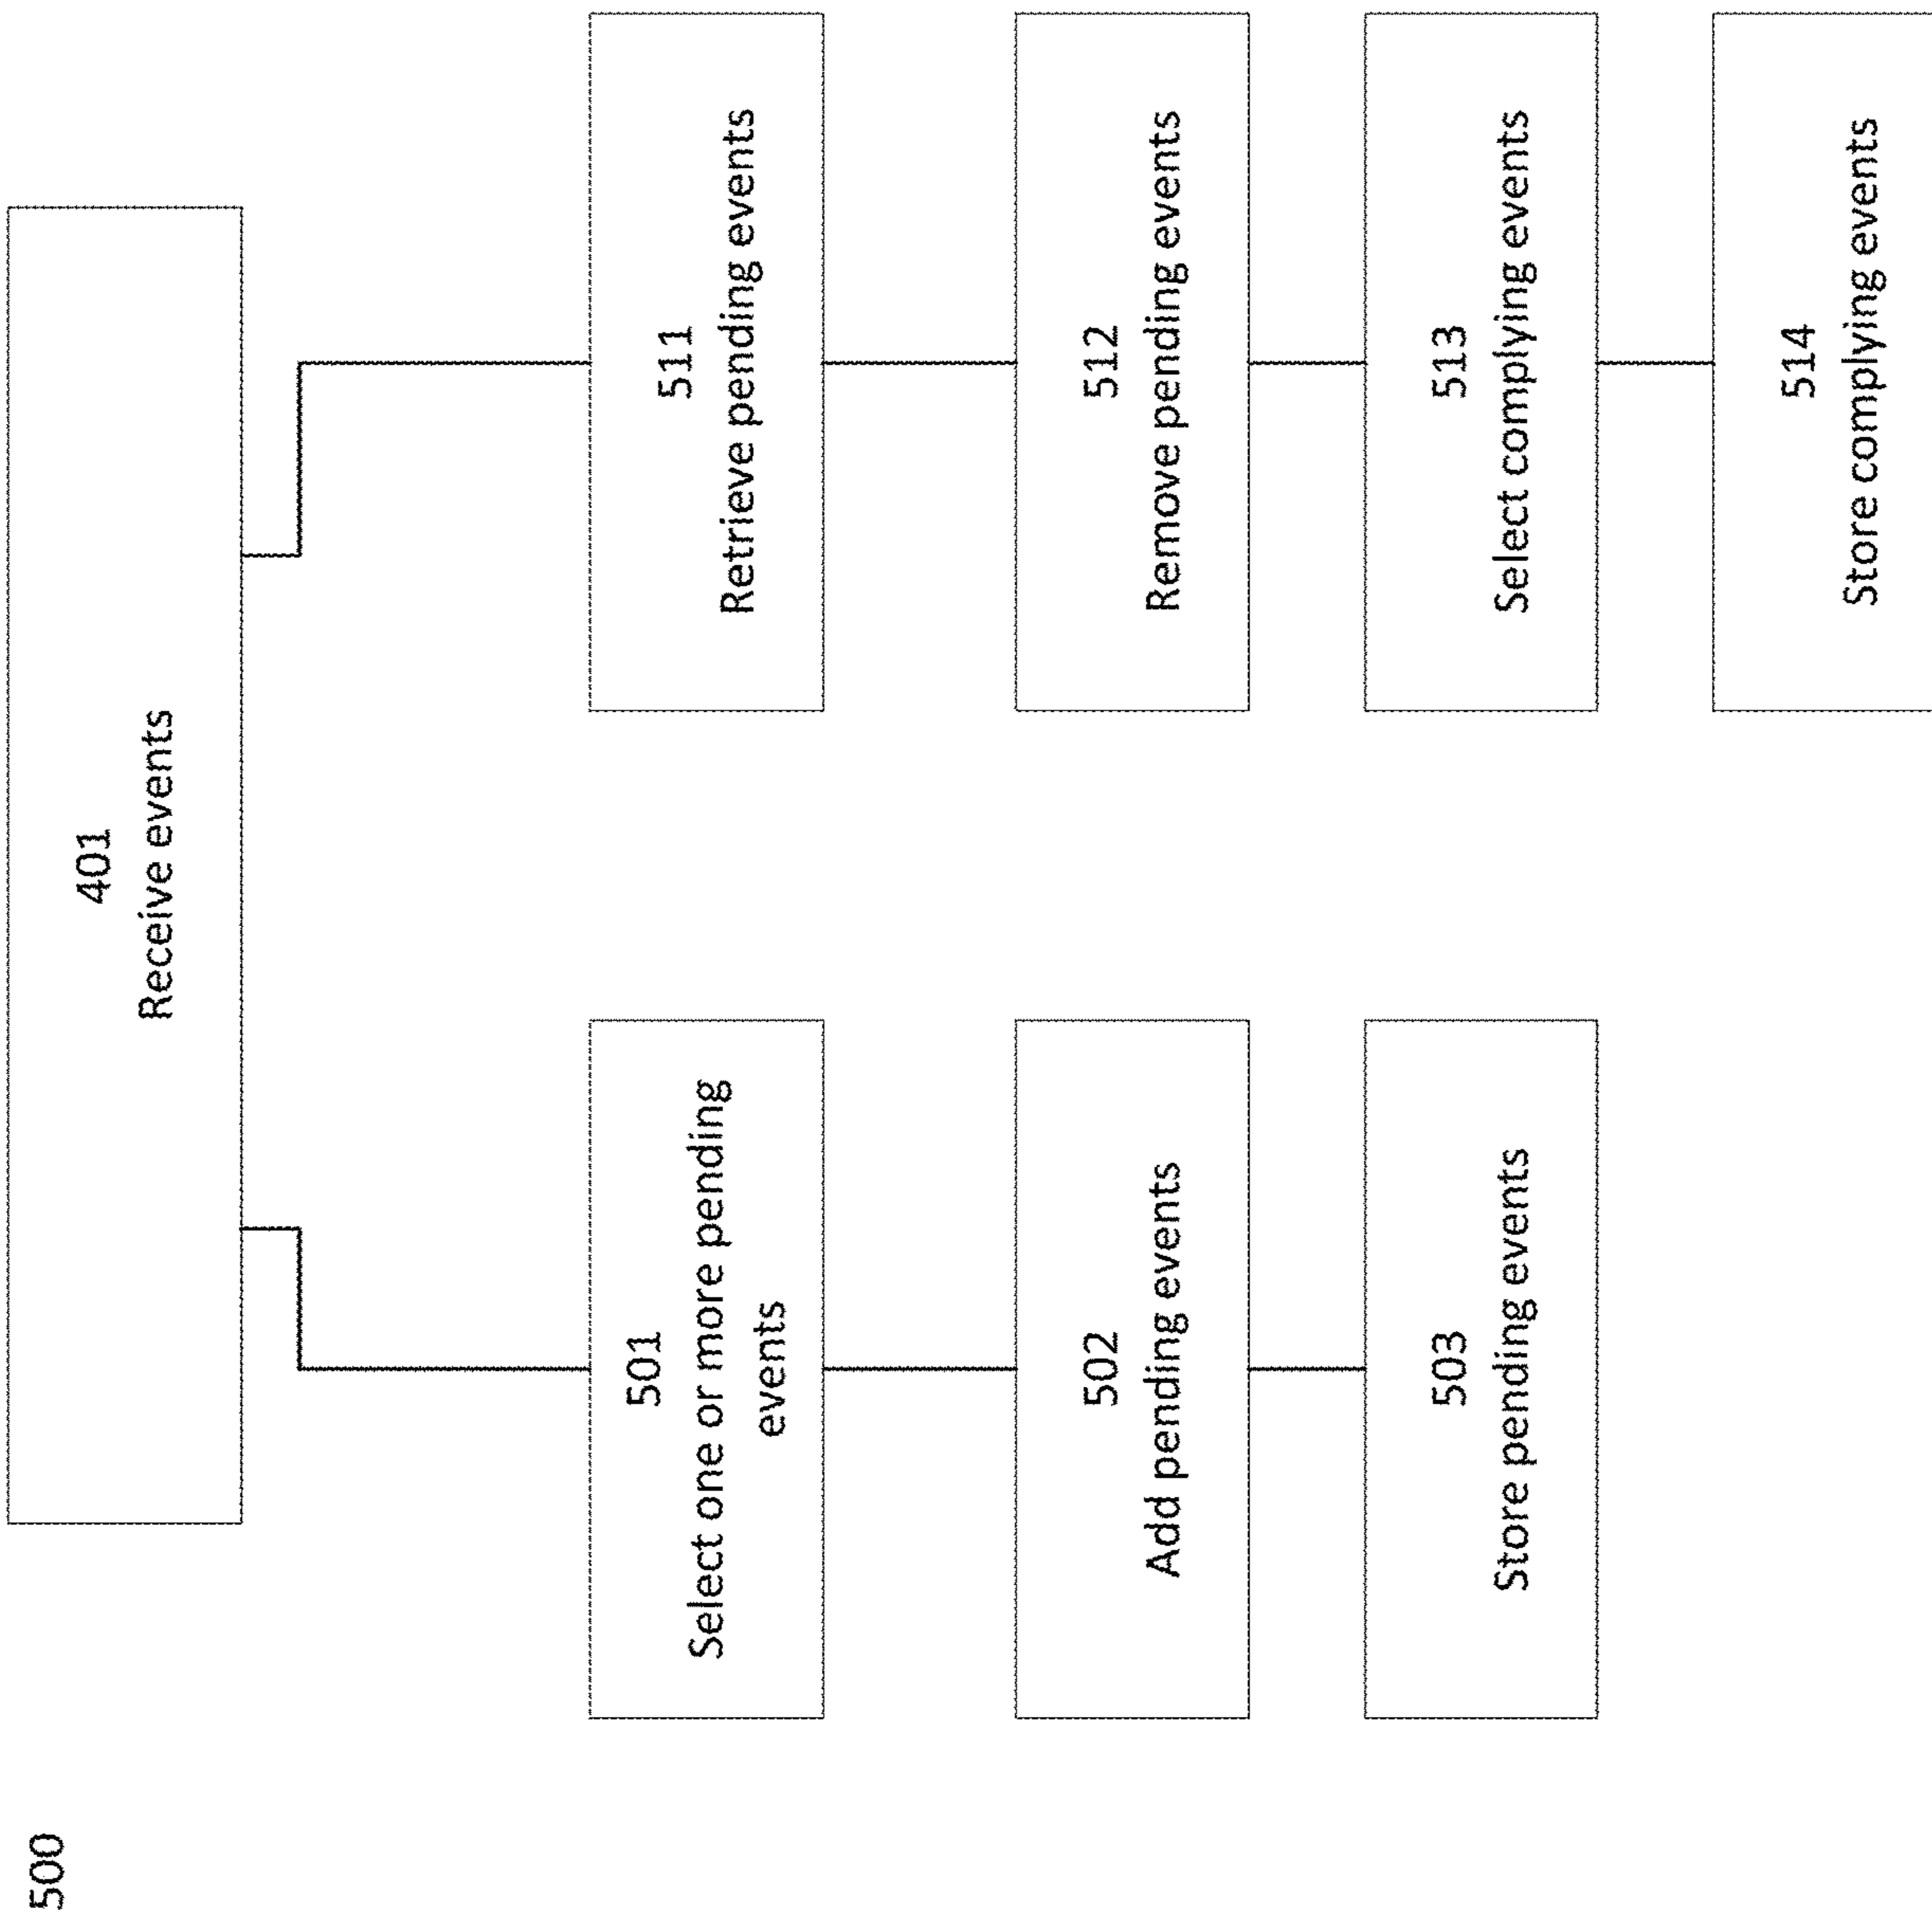 500
401
Receive events
501
Select one or more pending
events
502
Add pending events
503
Store pending events
511
Retrieve pending events
512
Remove pending events
513
Select complying events
514
Store complying events